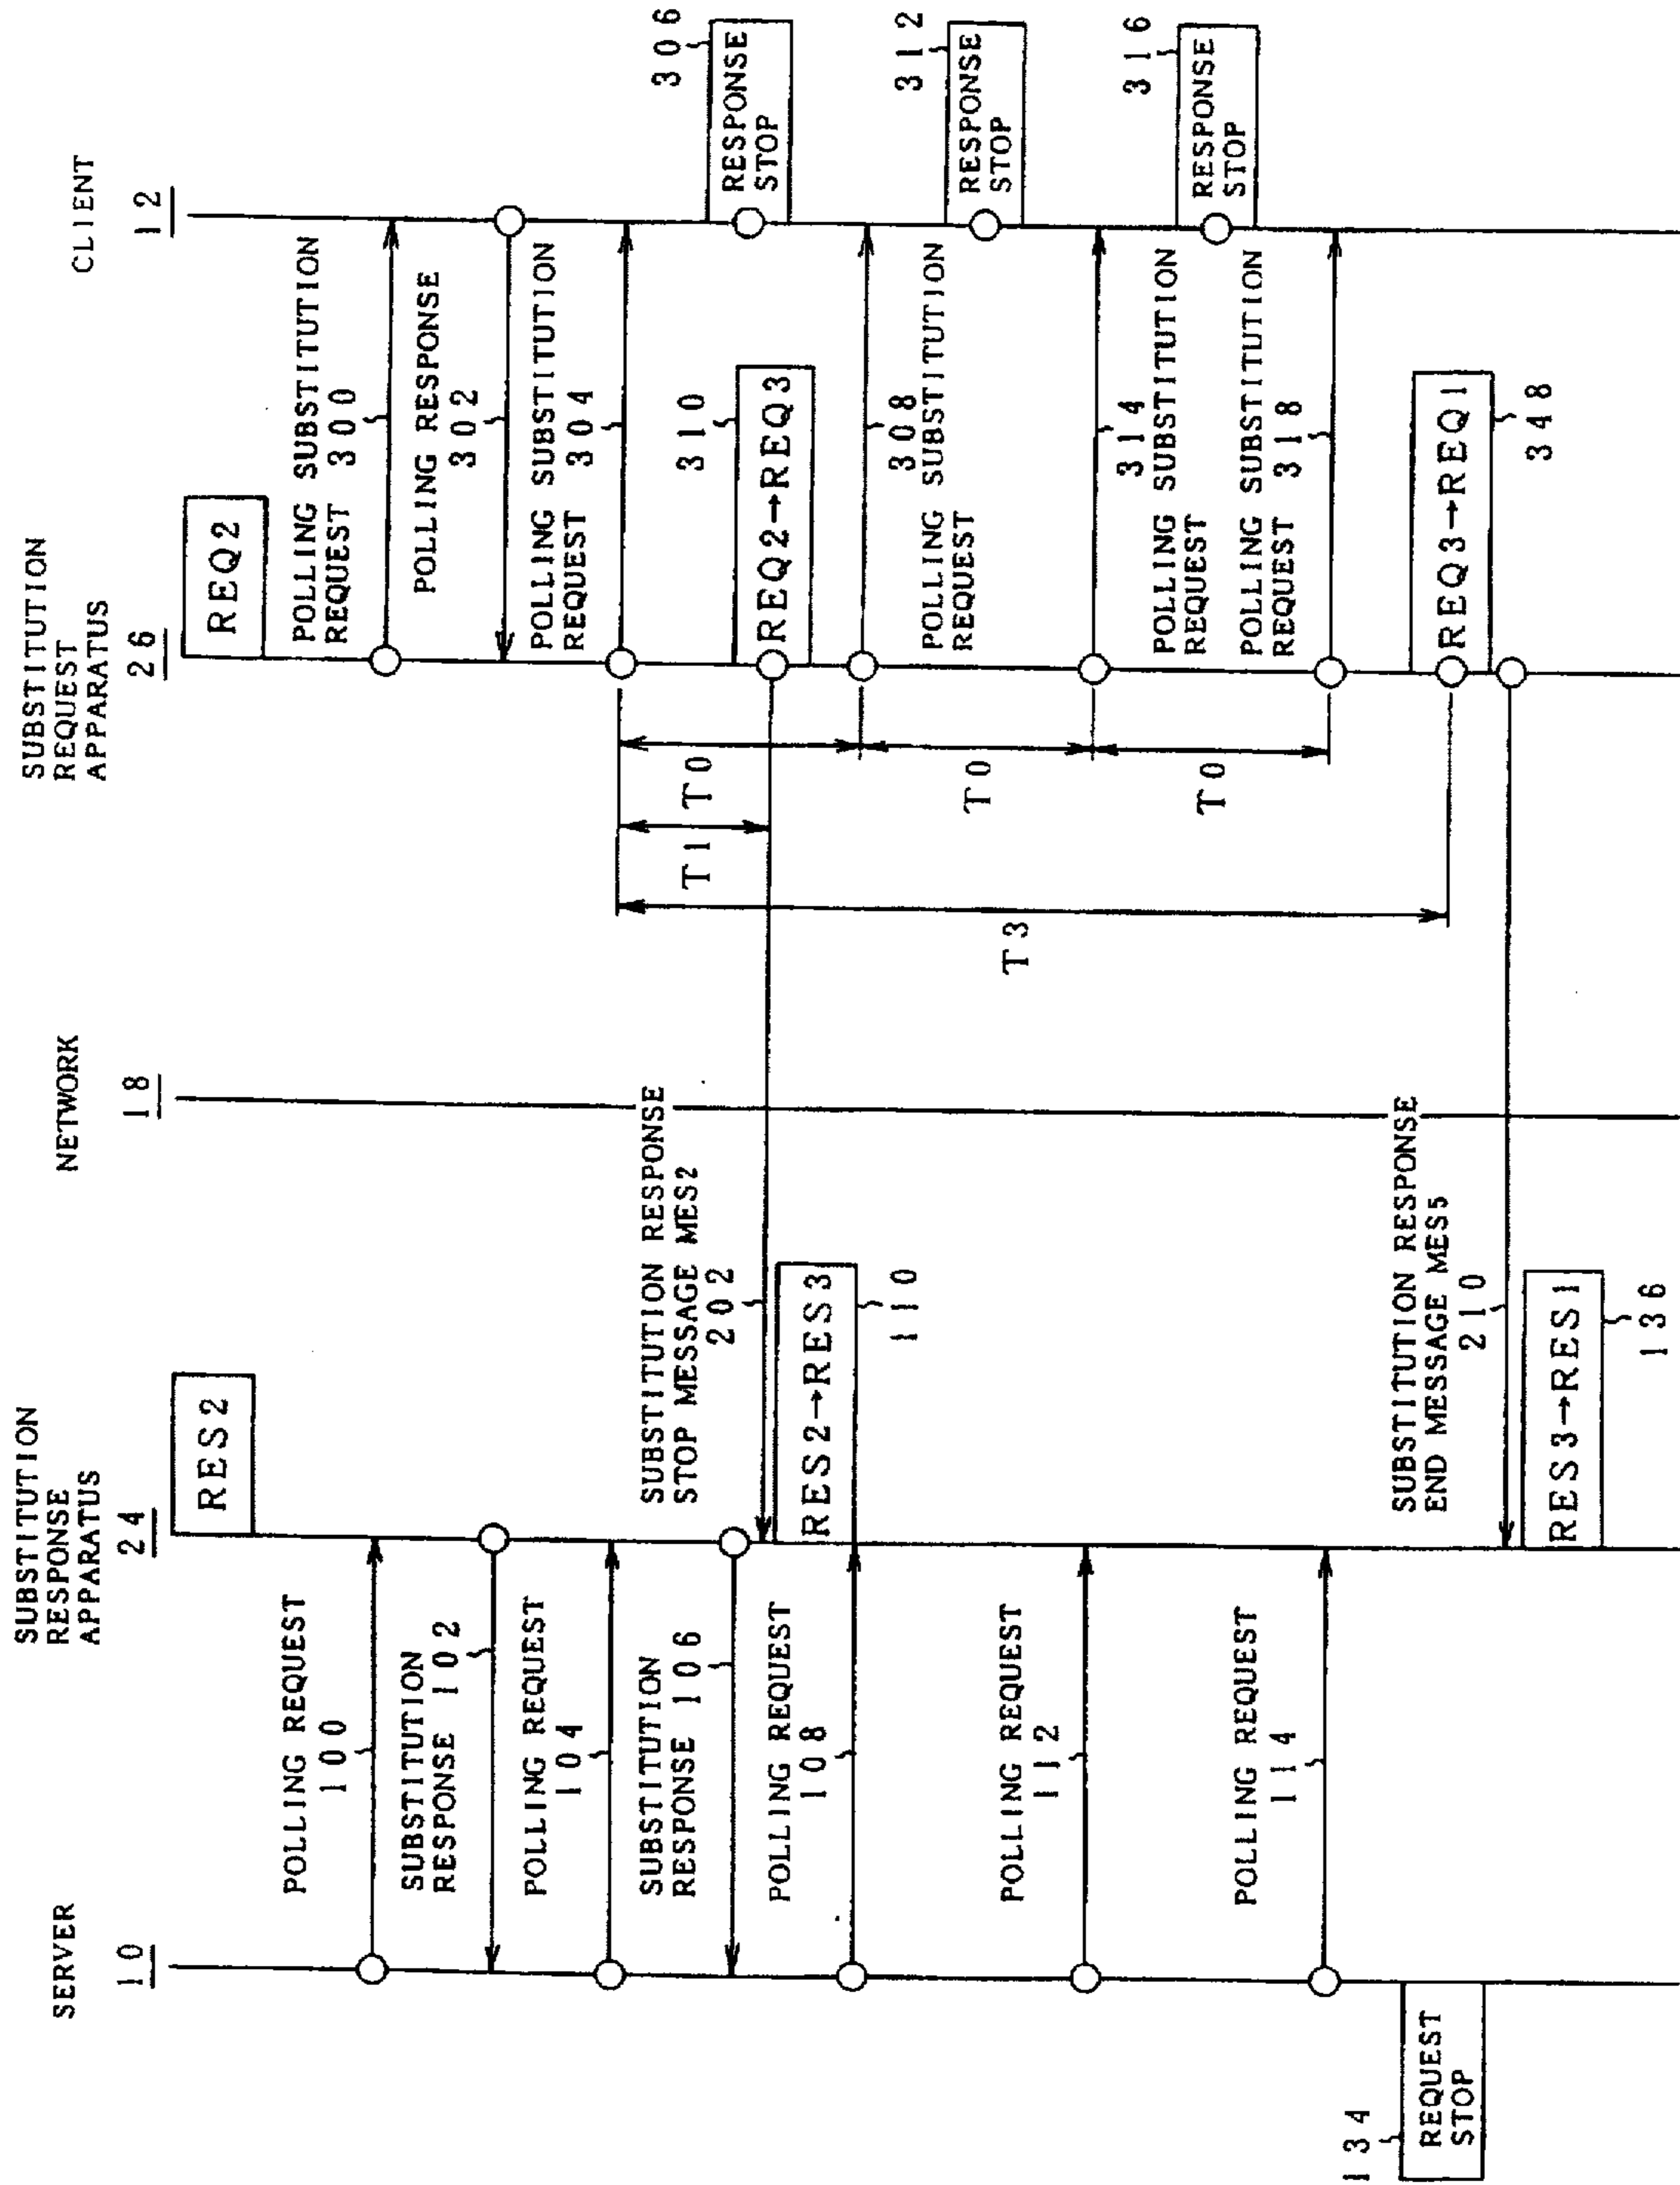 SERVER
10
SUBSTITUTION
RESPONSE
APPARATUS
24
NETWORK
18
SUBSTITUTION
REQUEST
APPARATUS
26
CLIENT
12
RES2
REQ2
POLLING REQUEST
100
POLLING SUBSTITUTION
REQUEST 300
SUBSTITUTION
RESPONSE 102
POLLING RESPONSE
302
POLLING REQUEST
104
POLLING SUBSTITUTION
REQUEST 304
SUBSTITUTION
RESPONSE 106
SUBSTITUTION RESPONSE
STOP MESSAGE MES2
202
T1
T0
310
REQ2→REQ3
306
RESPONSE
STOP
POLLING REQUEST
108
RES2→RES3
110
308
POLLING SUBSTITUTION
REQUEST
T3
T0
312
RESPONSE
STOP
POLLING REQUEST
112
314
POLLING SUBSTITUTION
REQUEST
T0
316
RESPONSE
STOP
POLLING REQUEST
114
POLLING SUBSTITUTION
REQUEST 318
134
REQUEST
STOP
SUBSTITUTION RESPONSE
END MESSAGE MES5
210
REQ3→REQ1
348
RES3→RES1
136